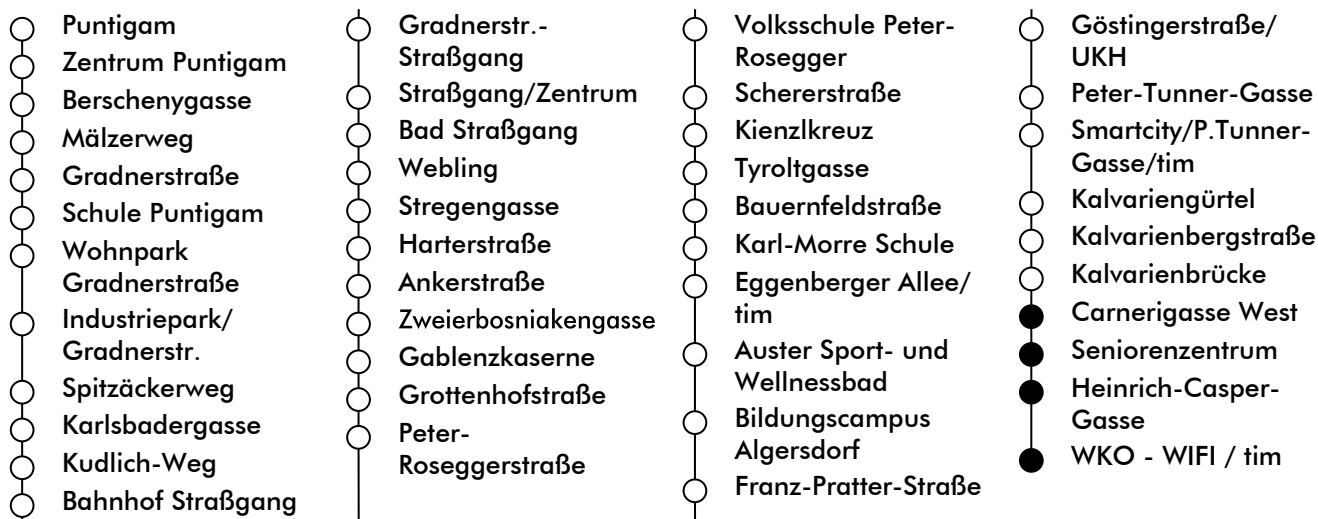 Puntigam
Zentrum Puntigam
Berschenygasse
Mälzerweg
Gradnerstraße
Schule Puntigam
Wohnpark
Gradnerstraße
Industriepark/
Gradnerstr.
Spitzäckerweg
Karlsbadergasse
Kudlich-Weg
Bahnhof Straßgang
Gradnerstr.-
Straßgang
Straßgang/Zentrum
Bad Straßgang
Webling
Stregengasse
Harterstraße
Ankerstraße
Zweierbosniakengasse
Gablenzkaserne
Grottenhofstraße
Peter-
Roseggerstraße
Volksschule Peter-
Rosegger
Schererstraße
Kienzlkreuz
Tyroltgasse
Bauernfeldstraße
Karl-Morre Schule
Eggenberger Allee/
tim
Auster Sport- und
Wellnessbad
Bildungscampus
Algersdorf
Franz-Pratter-Straße
Göstingerstraße/
UKH
Peter-Tunner-Gasse
Smartcity/P.Tunner-
Gasse/tim
Kalvariengürtel
Kalvarienbergstraße
Kalvarienbrücke
Carnerigasse West
Seniorenzentrum
Heinrich-Casper-
Gasse
WKO - WIFI / tim